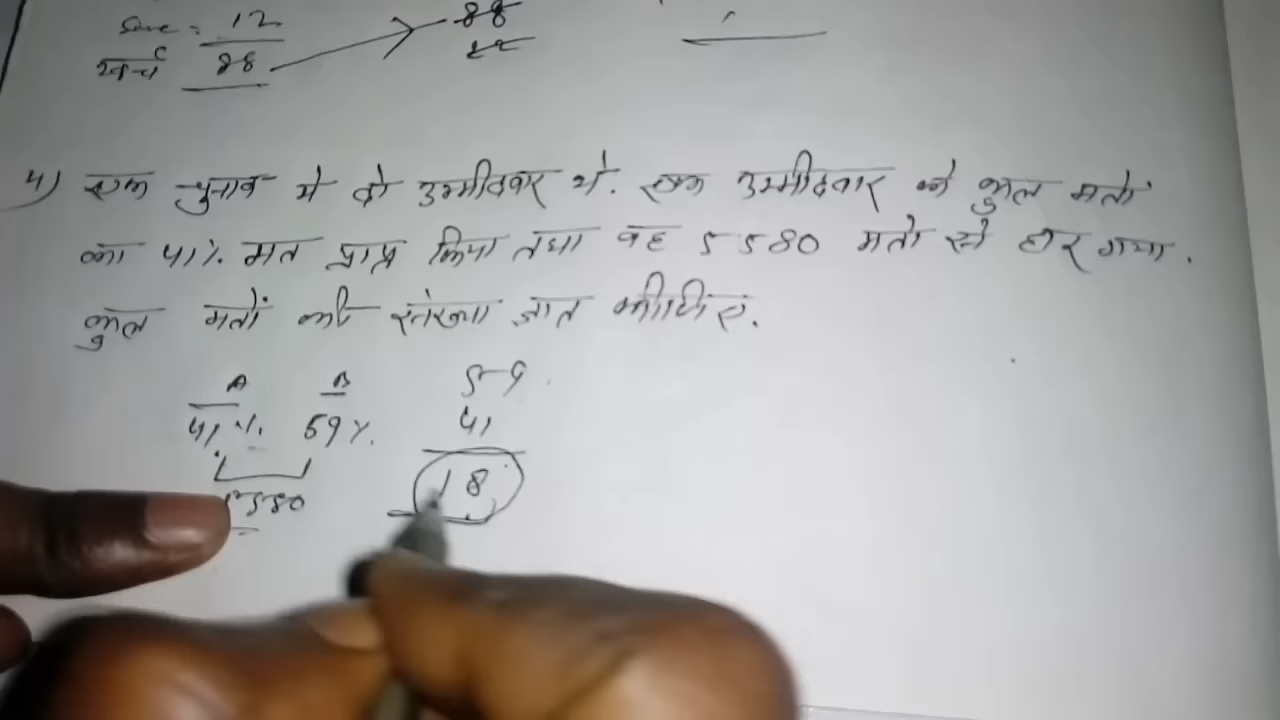 Save = 12
खर्च 88
88
4) एक चुनाव मे दो उम्मीदवार थे. एक उम्मीदवार को कुल मतों
का 41% मत प्राप्त किया तथा वह 5580 मतो से हार गया.
कुल मतों की संख्या ज्ञात कीजिए.
A B 59
41% 59% 41
5580 18